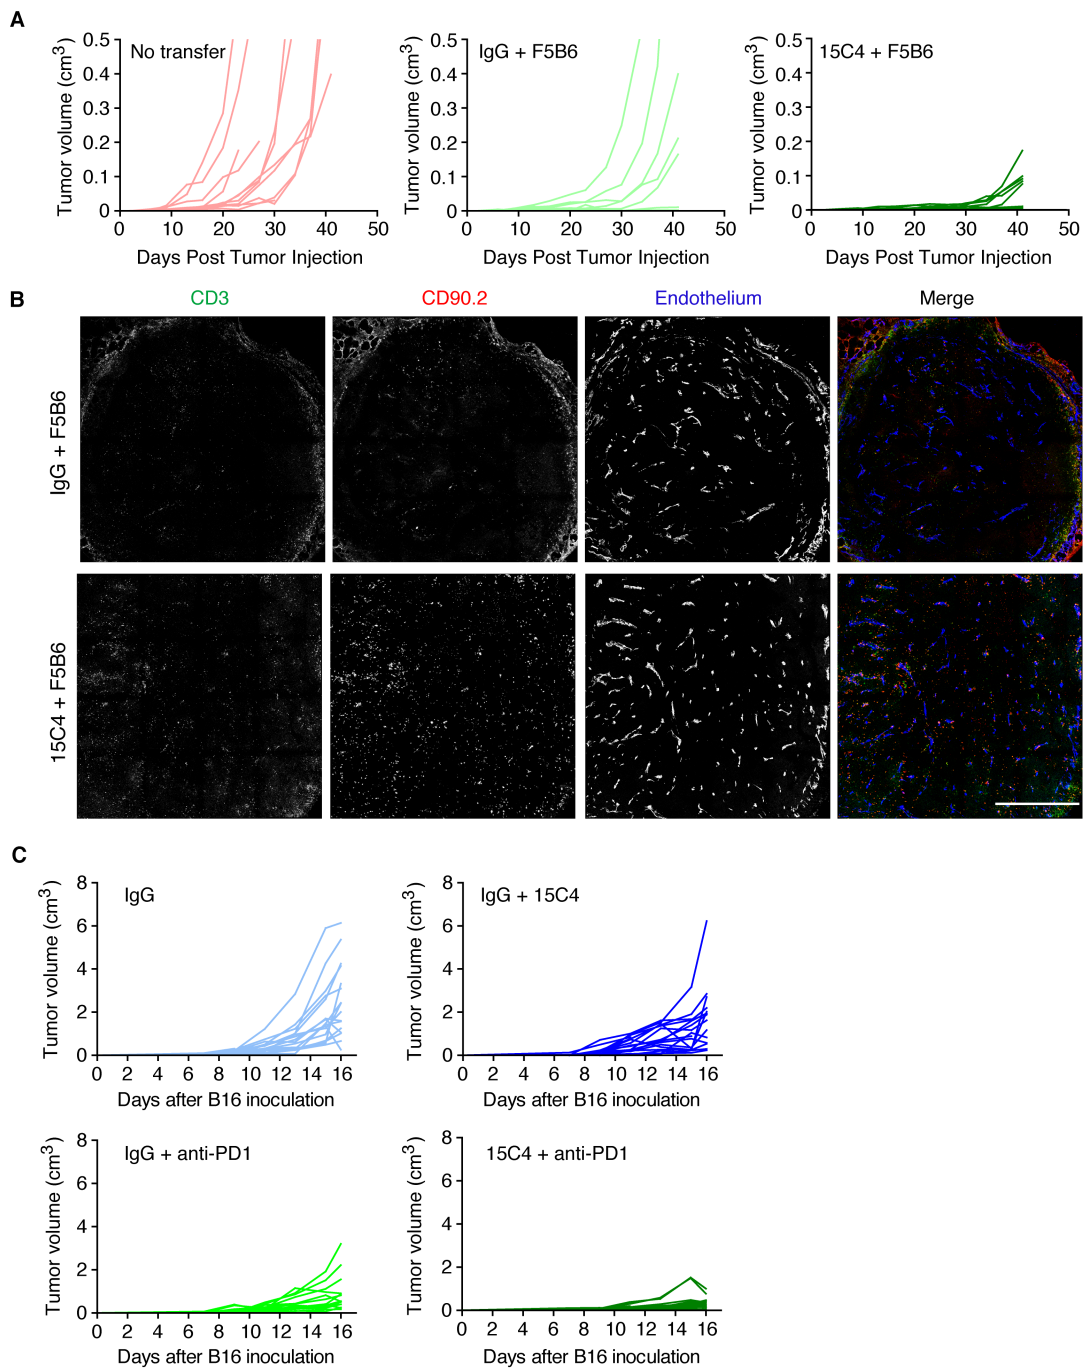 A
No transfer
IgG + F5B6
15C4 + F5B6
Tumor volume (cm³)
0.5
0.4
0.3
0.2
0.1
0
0 10 20 30 40 50
Days Post Tumor Injection
Tumor volume (cm³)
0.5
0.4
0.3
0.2
0.1
0
0 10 20 30 40 50
Days Post Tumor Injection
Tumor volume (cm³)
0.5
0.4
0.3
0.2
0.1
0
0 10 20 30 40 50
Days Post Tumor Injection
B
CD3 CD90.2 Endothelium Merge
IgG + F5B6
15C4 + F5B6
C
IgG
Tumor volume (cm³)
8
6
4
2
0
0 2 4 6 8 10 12 14 16
Days after B16 inoculation
IgG + 15C4
Tumor volume (cm³)
8
6
4
2
0
0 2 4 6 8 10 12 14 16
Days after B16 inoculation
IgG + anti-PD1
Tumor volume (cm³)
8
6
4
2
0
0 2 4 6 8 10 12 14 16
Days after B16 inoculation
15C4 + anti-PD1
Tumor volume (cm³)
8
6
4
2
0
0 2 4 6 8 10 12 14 16
Days after B16 inoculation